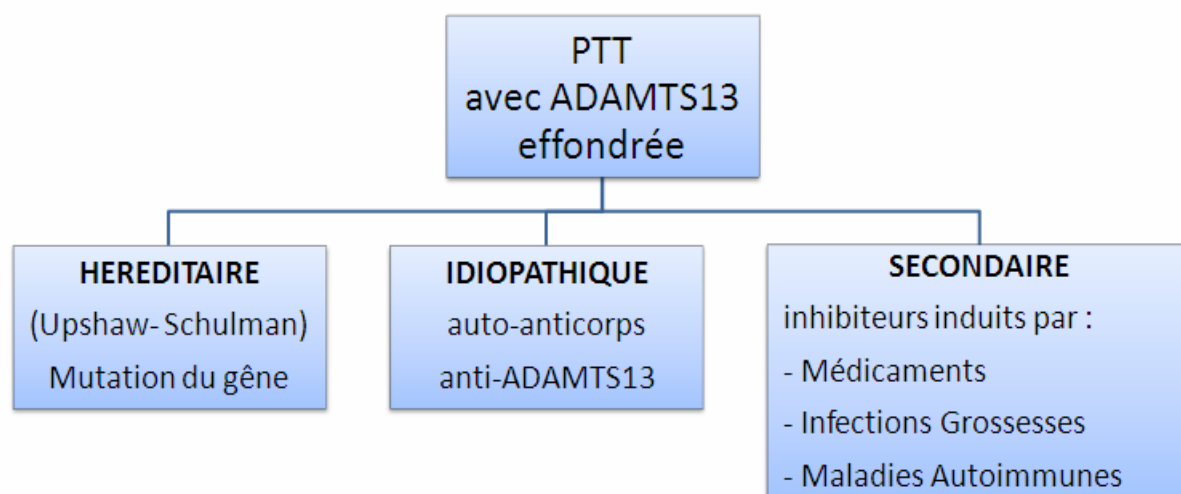 PTT
avec ADAMTS13
effondrée
HEREDITAIRE
(Upshaw- Schulman)
Mutation du gêne
IDIOPATHIQUE
auto-anticorps
anti-ADAMTS13
SECONDAIRE
inhibiteurs induits par :
- Médicaments
- Infections Grossesses
- Maladies Autoimmunes